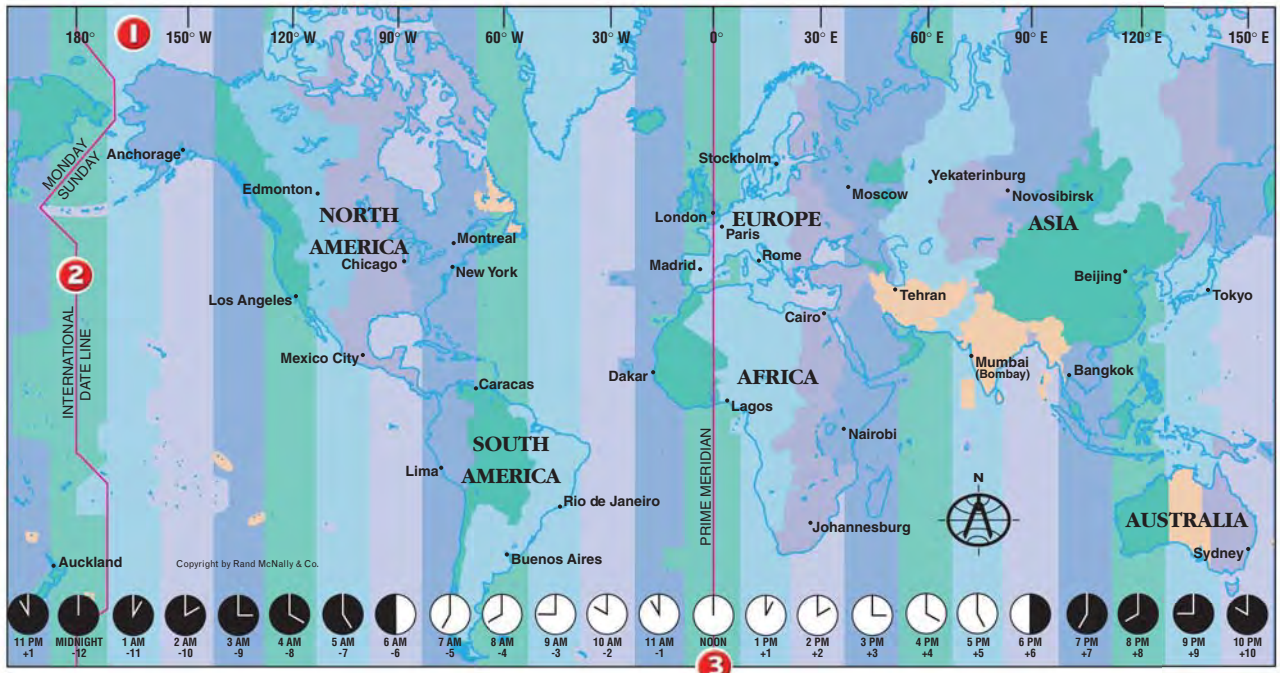 180° 150° W 120° W 90° W 60° W 30° W 0° 30° E 60° E 90° E 120° E 150° E
1
MONDAY
SUNDAY
Anchorage
Edmonton
NORTH
AMERICA
Montreal
Chicago
New York
Los Angeles
Mexico City
2
INTERNATIONAL
DATE LINE
Caracas
SOUTH
AMERICA
Lima
Rio de Janeiro
Buenos Aires
Auckland
Copyright by Rand McNally & Co.
Stockholm
London
EUROPE
Paris
Madrid
Rome
Moscow
Yekaterinburg
Novosibirsk
ASIA
Beijing
Tokyo
Tehran
Cairo
Mumbai
(Bombay)
Bangkok
Dakar
AFRICA
Lagos
Nairobi
PRIME MERIDIAN
Johannesburg
N
AUSTRALIA
Sydney
11 PM MIDNIGHT 1 AM 2 AM 3 AM 4 AM 5 AM 6 AM 7 AM 8 AM 9 AM 10 AM 11 AM NOON 1 PM 2 PM 3 PM 4 PM 5 PM 6 PM 7 PM 8 PM 9 PM 10 PM
+1 -12 -11 -10 -9 -8 -7 -6 -5 -4 -3 -2 -1 +1 +2 +3 +4 +5 +6 +7 +8 +9 +10
3